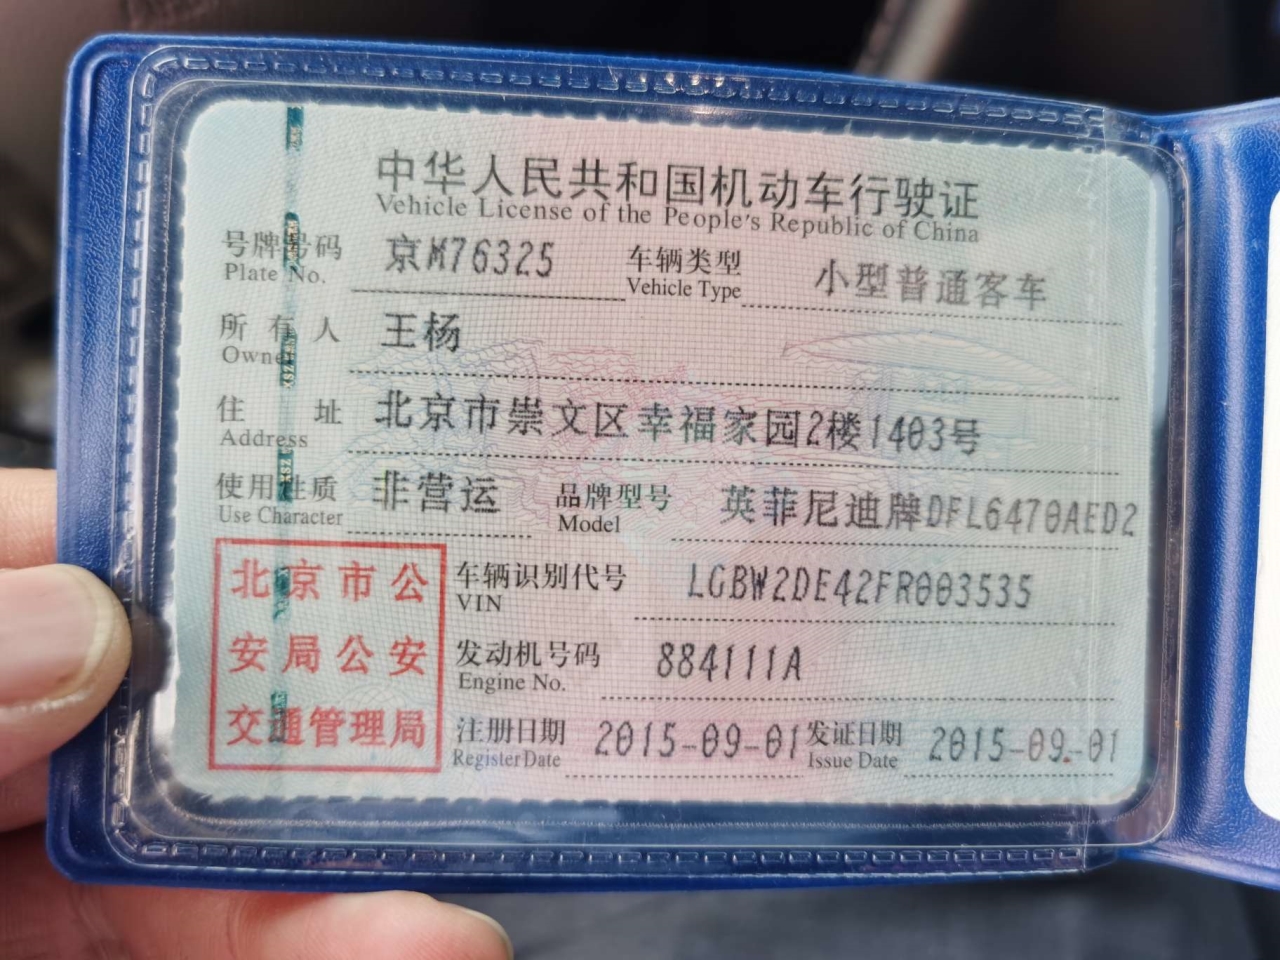 中华人民共和国机动车行驶证
Vehicle License of the People's Republic of China
号牌号码 京M76325 车辆类型 小型普通客车
Plate No. Vehicle Type
所有人 王杨
Owner
住址 北京市崇文区幸福家园2楼1403号
Address
使用性质 非营运 品牌型号 英菲尼迪牌DFL6470AED2
Use Character Model
北京市公
安局公安
交通管理局
车辆识别代号 LGBW2DE42FR003535
VIN
发动机号码 884111A
Engine No.
注册日期 2015-09-01 发证日期 2015-09-01
Register Date Issue Date